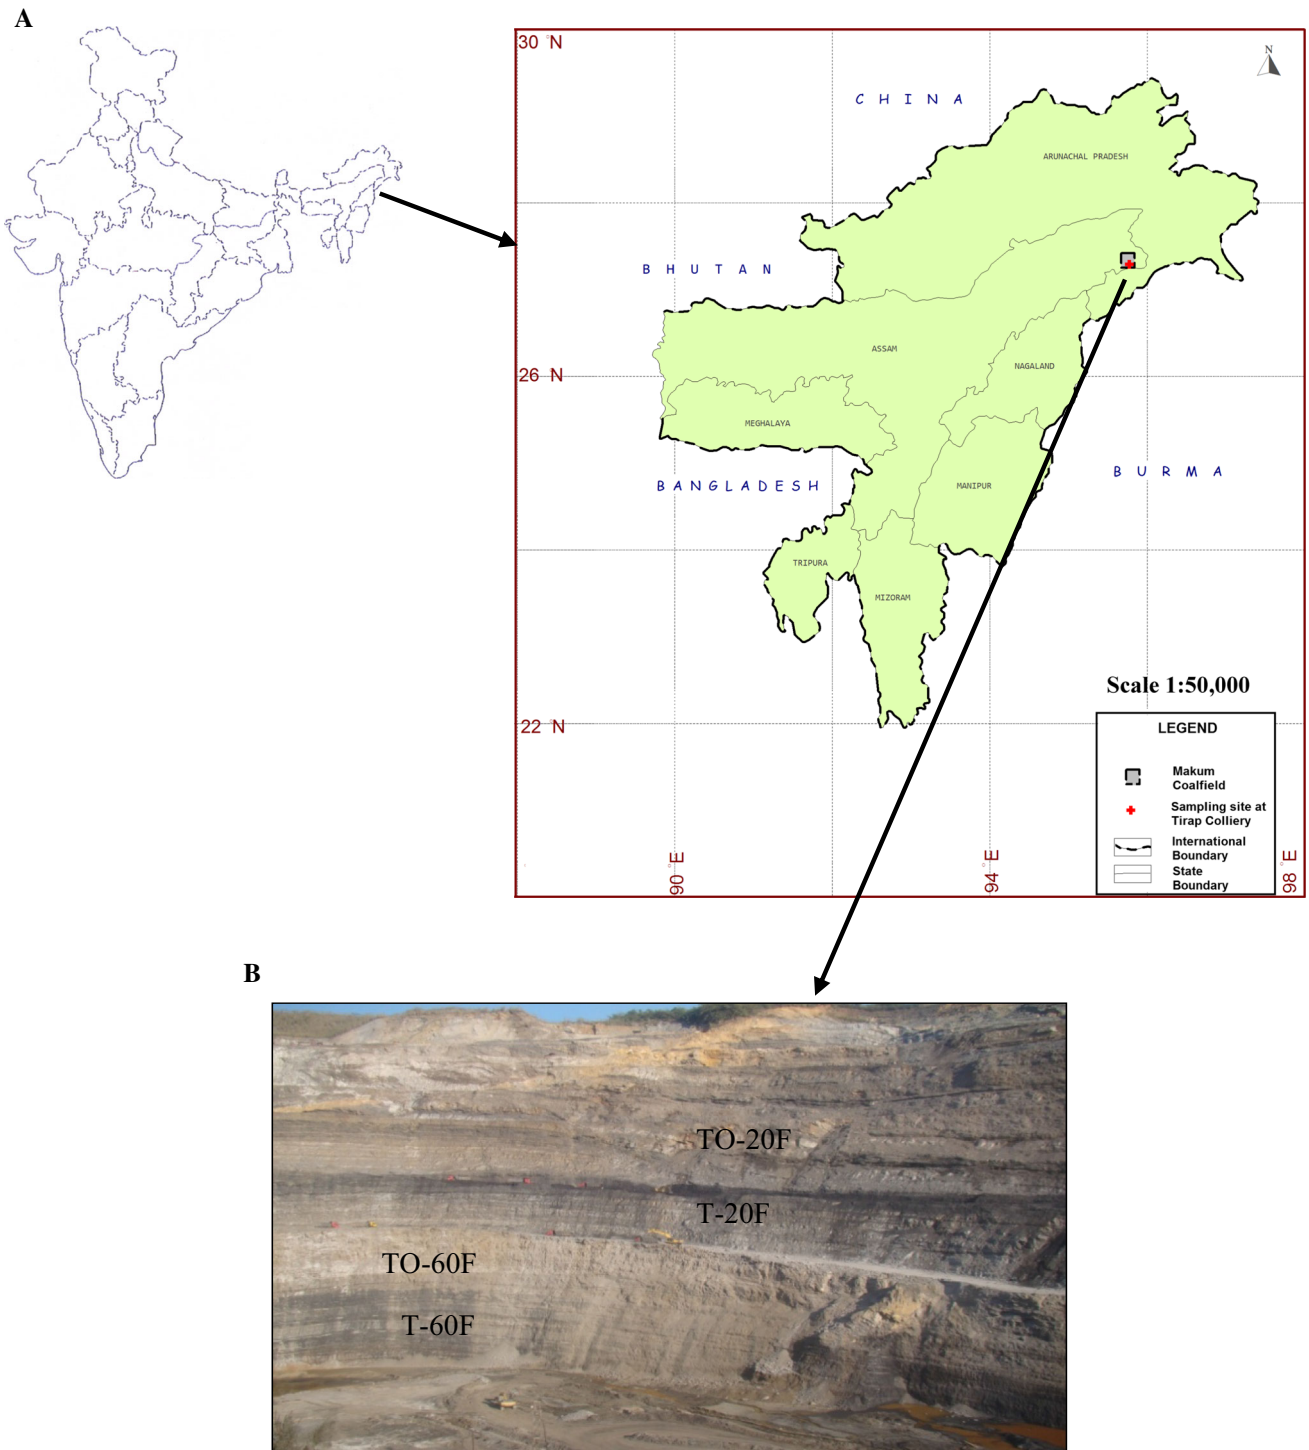 A
30 °N
N
C H I N A
ARUNACHAL PRADESH
B H U T A N
ASSAM
26 °N
NAGALAND
MEGHALAYA
B U R M A
B A N G L A D E S H
MANIPUR
TRIPURA
MIZORAM
Scale 1:50,000
22 °N
LEGEND
Makum
Coalfield
Sampling site at
Tirap Colliery
International
Boundary
State
Boundary
90 °E
94 °E
98 °E
B
TO-20F
T-20F
TO-60F
T-60F